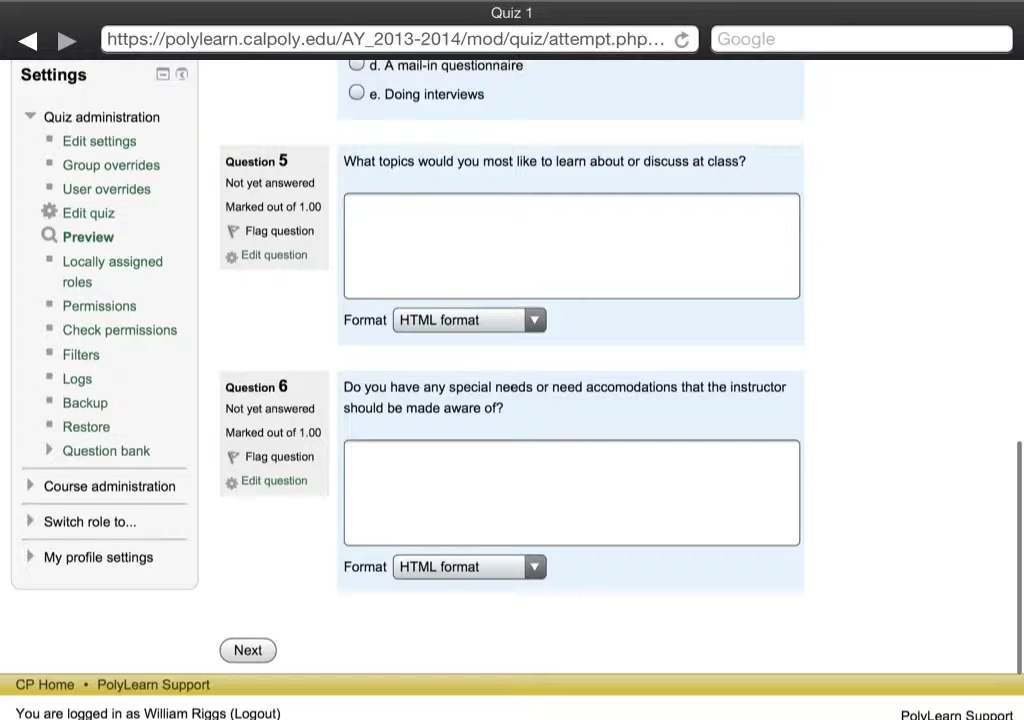 Quiz 1
https://polylearn.calpoly.edu/AY_2013-2014/mod/quiz/attempt.php...
Google
Settings
Quiz administration
Edit settings
Group overrides
User overrides
Edit quiz
Preview
Locally assigned
roles
Permissions
Check permissions
Filters
Logs
Backup
Restore
Question bank
Course administration
Switch role to...
My profile settings
d. A mail-in questionnaire
e. Doing interviews
Question 5
Not yet answered
Marked out of 1.00
Flag question
Edit question
What topics would you most like to learn about or discuss at class?
Format HTML format
Question 6
Not yet answered
Marked out of 1.00
Flag question
Edit question
Do you have any special needs or need accomodations that the instructor
should be made aware of?
Format HTML format
Next
CP Home • PolyLearn Support
You are logged in as William Riggs (Logout)
PolyLearn Support